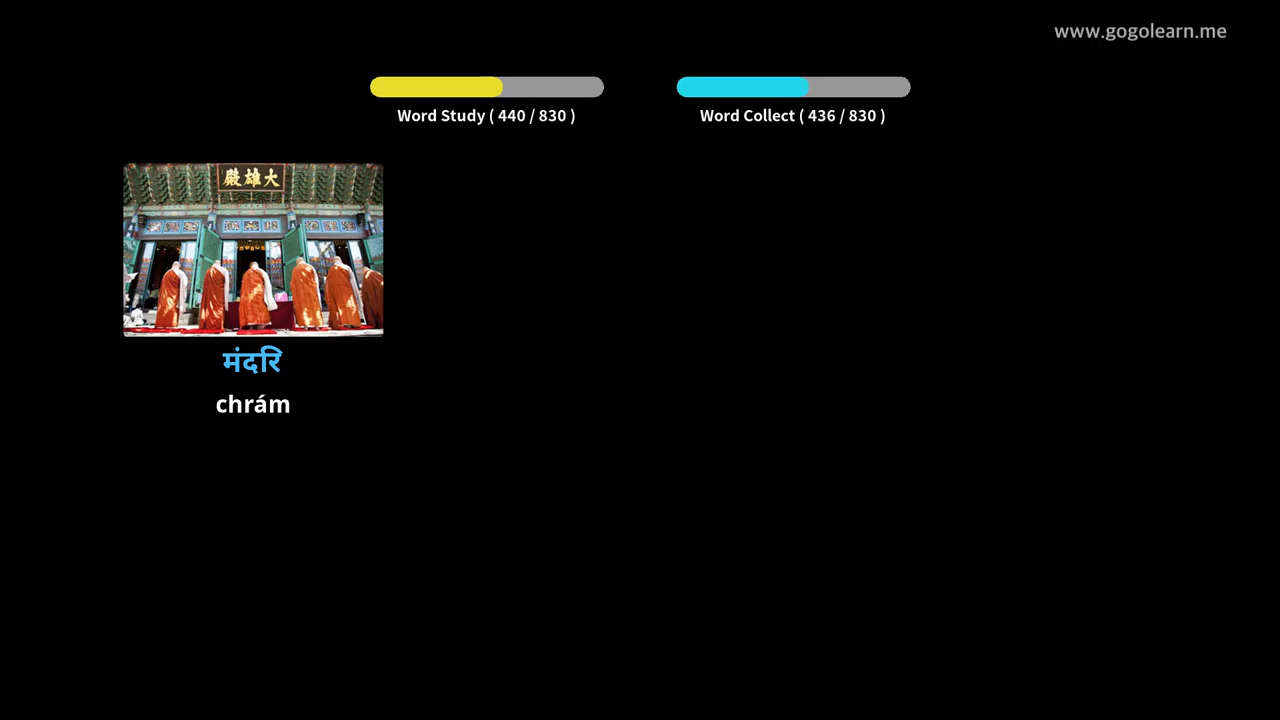 www.gogolearn.me
Word Study ( 440 / 830 )
Word Collect ( 436 / 830 )
殿雄大
मंदरि
chrám